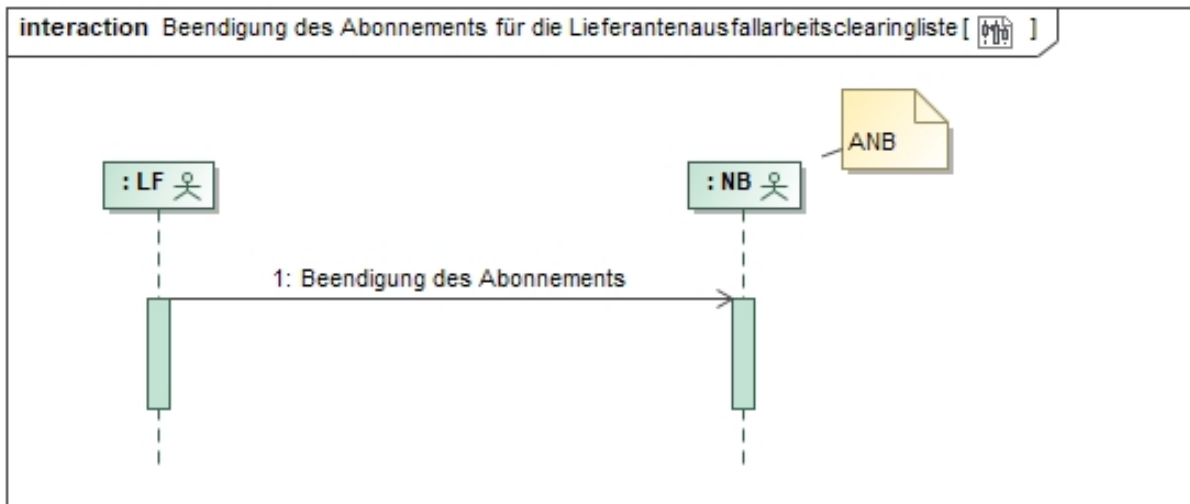 interaction Beendigung des Abonnements für die Lieferantenausfallarbeitsclearingliste [ ]
ANB
: LF
: NB
1: Beendigung des Abonnements